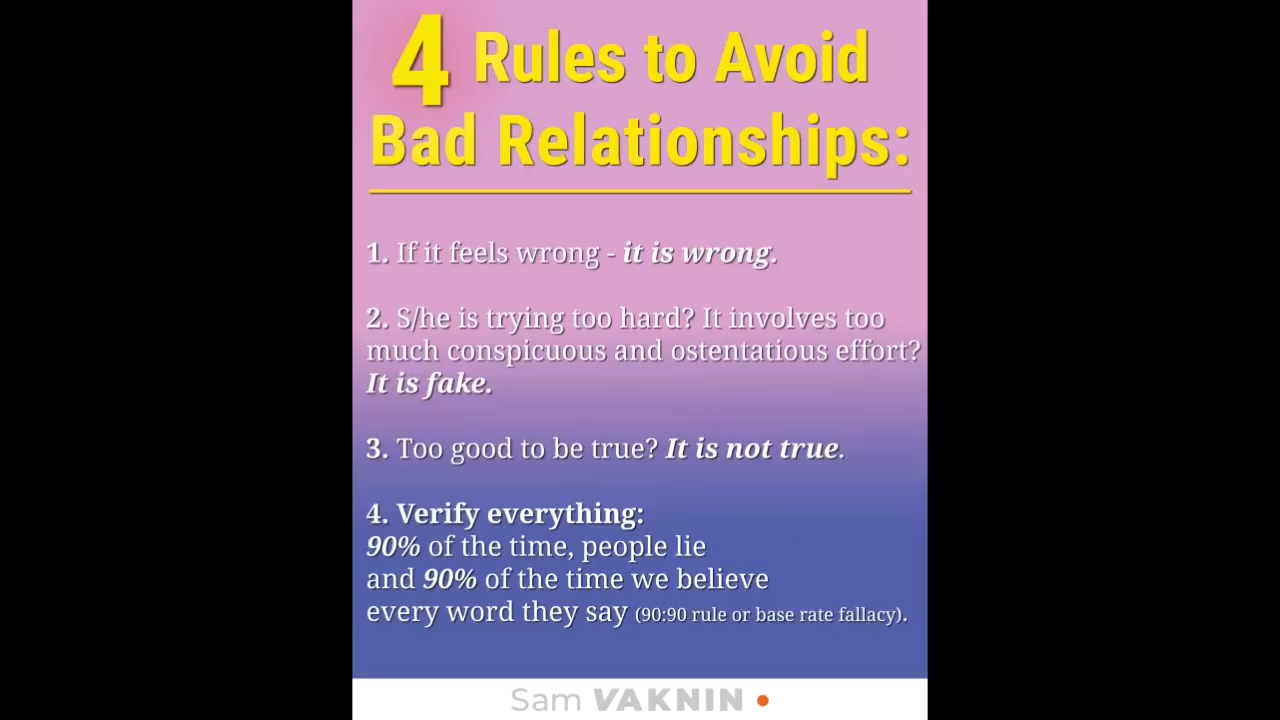 4 Rules to Avoid
Bad Relationships:
1. If it feels wrong - it is wrong.
2. S/he is trying too hard? It involves too
much conspicuous and ostentatious effort?
It is fake.
3. Too good to be true? It is not true.
4. Verify everything:
90% of the time, people lie
and 90% of the time we believe
every word they say (90:90 rule or base rate fallacy).
Sam VAKNIN